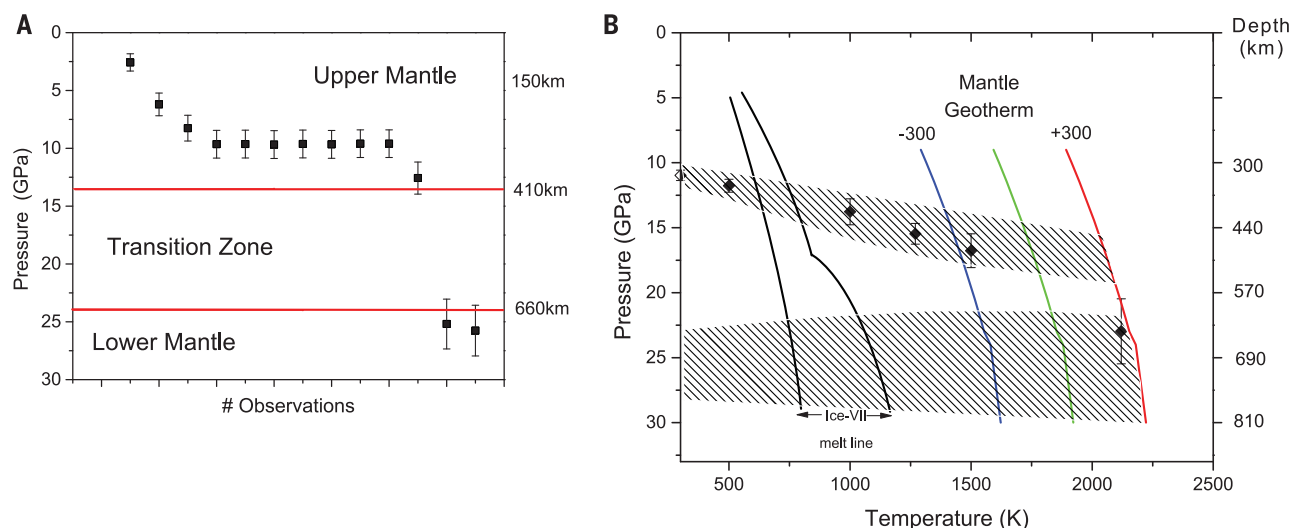 A
0
5
10
15
20
25
30
Pressure (GPa)
Upper Mantle
150km
410km
Transition Zone
660km
Lower Mantle
# Observations
B
0
5
10
15
20
25
30
Pressure (GPa)
Depth
(km)
Mantle
Geotherm
-300
+300
300
440
570
690
810
Ice-VII
melt line
500
1000
1500
2000
2500
Temperature (K)